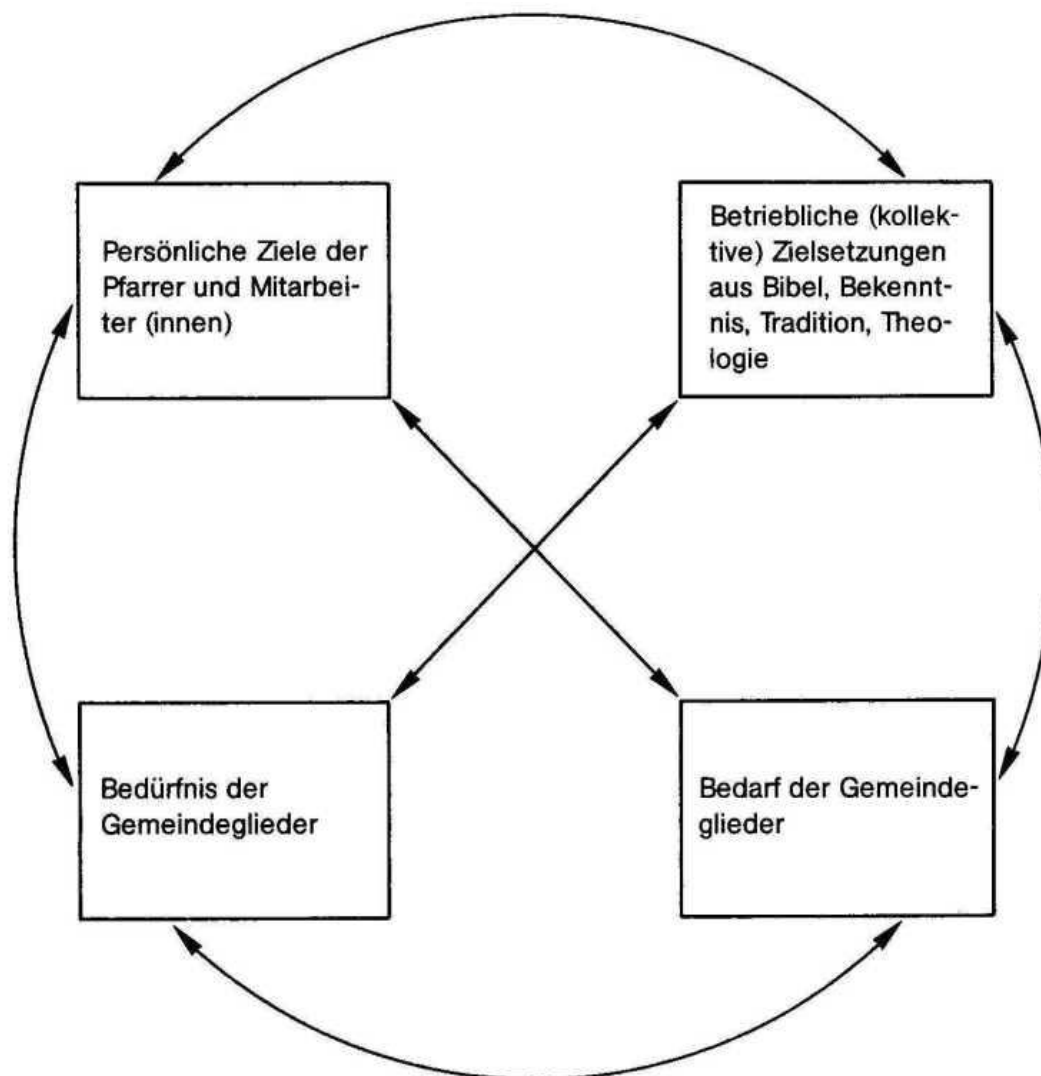 Persönliche Ziele der
Pfarrer und Mitarbei-
ter (innen)
Betriebliche (kollek-
tive) Zielsetzungen
aus Bibel, Bekennt-
nis, Tradition, Theo-
logie
Bedürfnis der
Gemeindeglieder
Bedarf der Gemeinde-
glieder